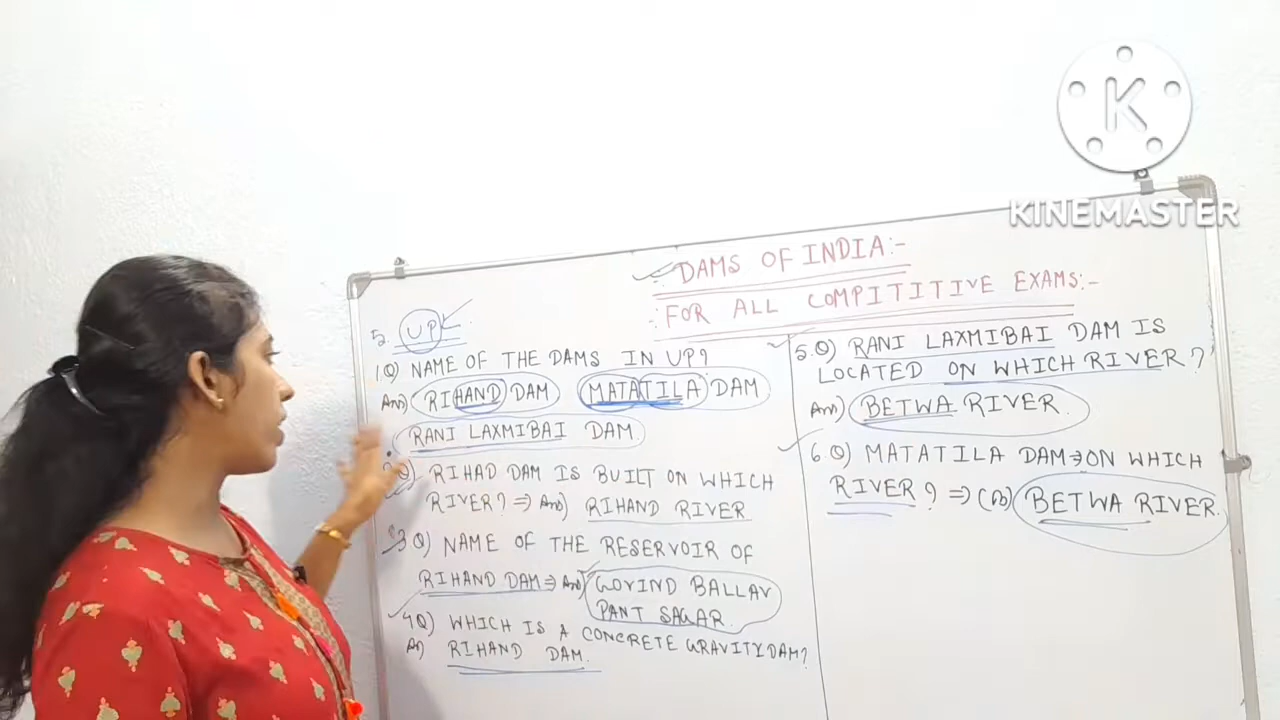 K
KINEMASTER
DAMS OF INDIA:-
FOR ALL COMPITITIVE EXAMS:-
5. UP
1.Q) NAME OF THE DAMS IN UP?
Ans) RIHAND DAM MATATILA DAM
RANI LAXMIBAI DAM.
2Q). RIHAD DAM IS BUILT ON WHICH
RIVER? ⇒ Ans) RIHAND RIVER
3Q) NAME OF THE RESERVOIR OF
RIHAND DAM ⇒ Ans) GOVIND BALLAV
PANT SAGAR.
4Q) WHICH IS A CONCRETE GRAVITY DAM?
A) RIHAND DAM.
5.Q) RANI LAXMIBAI DAM IS
LOCATED ON WHICH RIVER?
Ans) BETWA RIVER.
6.Q) MATATILA DAM ⇒ ON WHICH
RIVER? ⇒ BETWA RIVER.